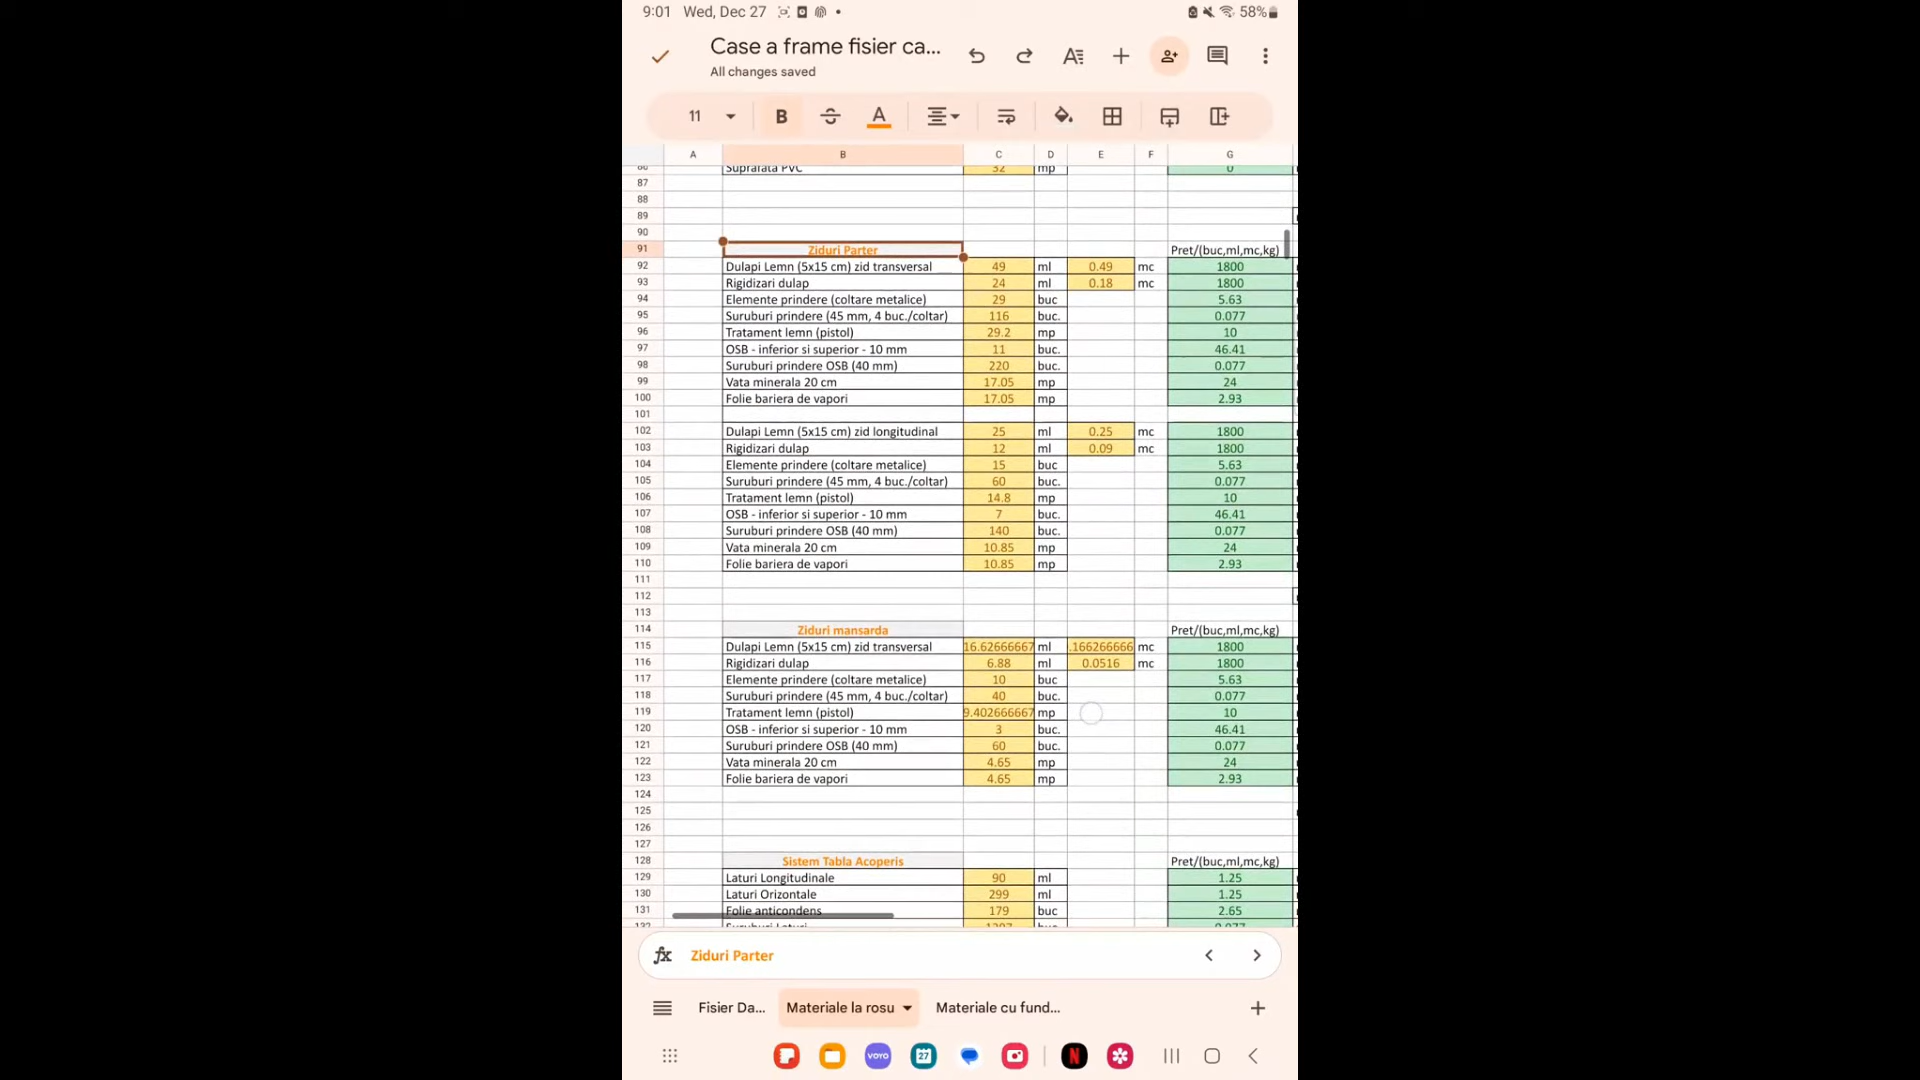 9:01 Wed, Dec 27 58%
Case a frame fisier ca...
All changes saved
11 B A
A B C D E F G
86 Suprafata PVC 32 mp 0
87
88
89
90
91 Ziduri Parter Pret/(buc,ml,mc,kg)
92 Dulapi Lemn (5x15 cm) zid transversal 49 ml 0.49 mc 1800
93 Rigidizari dulap 24 ml 0.18 mc 1800
94 Elemente prindere (coltare metalice) 29 buc 5.63
95 Suruburi prindere (45 mm, 4 buc./coltar) 116 buc. 0.077
96 Tratament lemn (pistol) 29.2 mp 10
97 OSB - inferior si superior - 10 mm 11 buc. 46.41
98 Suruburi prindere OSB (40 mm) 220 buc. 0.077
99 Vata minerala 20 cm 17.05 mp 24
100 Folie bariera de vapori 17.05 mp 2.93
101
102 Dulapi Lemn (5x15 cm) zid longitudinal 25 ml 0.25 mc 1800
103 Rigidizari dulap 12 ml 0.09 mc 1800
104 Elemente prindere (coltare metalice) 15 buc 5.63
105 Suruburi prindere (45 mm, 4 buc./coltar) 60 buc. 0.077
106 Tratament lemn (pistol) 14.8 mp 10
107 OSB - inferior si superior - 10 mm 7 buc. 46.41
108 Suruburi prindere OSB (40 mm) 140 buc. 0.077
109 Vata minerala 20 cm 10.85 mp 24
110 Folie bariera de vapori 10.85 mp 2.93
111
112
113
114 Ziduri mansarda Pret/(buc,ml,mc,kg)
115 Dulapi Lemn (5x15 cm) zid transversal 16.62666667 ml .166266666 mc 1800
116 Rigidizari dulap 6.88 ml 0.0516 mc 1800
117 Elemente prindere (coltare metalice) 10 buc 5.63
118 Suruburi prindere (45 mm, 4 buc./coltar) 40 buc. 0.077
119 Tratament lemn (pistol) 9.402666667 mp 10
120 OSB - inferior si superior - 10 mm 3 buc. 46.41
121 Suruburi prindere OSB (40 mm) 60 buc. 0.077
122 Vata minerala 20 cm 4.65 mp 24
123 Folie bariera de vapori 4.65 mp 2.93
124
125
126
127
128 Sistem Tabla Acoperis Pret/(buc,ml,mc,kg)
129 Laturi Longitudinale 90 ml 1.25
130 Laturi Orizontale 299 ml 1.25
131 Folie anticondens 179 buc 2.65
fx Ziduri Parter
Fisier Da... Materiale la rosu Materiale cu fund...
voyo 27 N